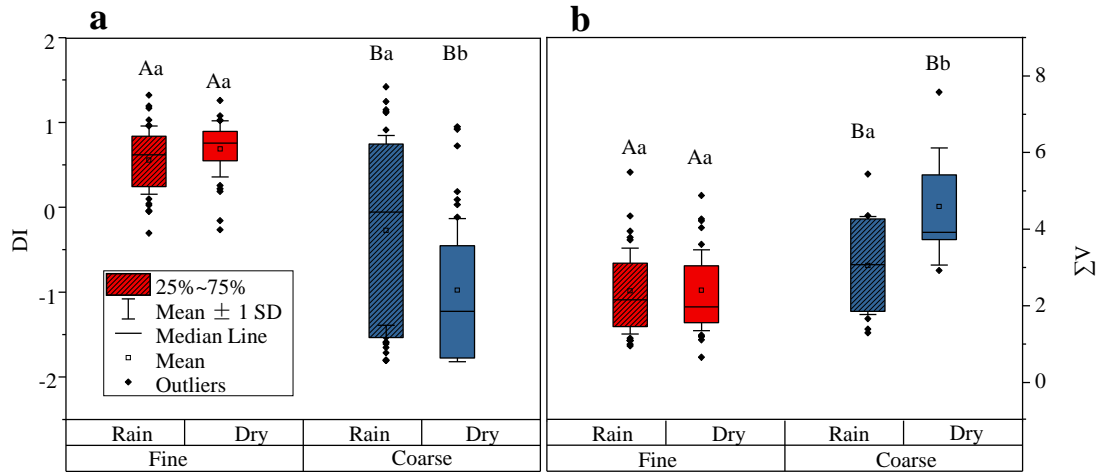 a
b
2
1
0
-1
-2
DI
Aa
Aa
Ba
Bb
25%~75%
Mean ± 1 SD
Median Line
Mean
Outliers
Rain
Dry
Rain
Dry
Fine
Coarse
Aa
Aa
Ba
Bb
8
6
4
2
0
ΣV
Rain
Dry
Rain
Dry
Fine
Coarse